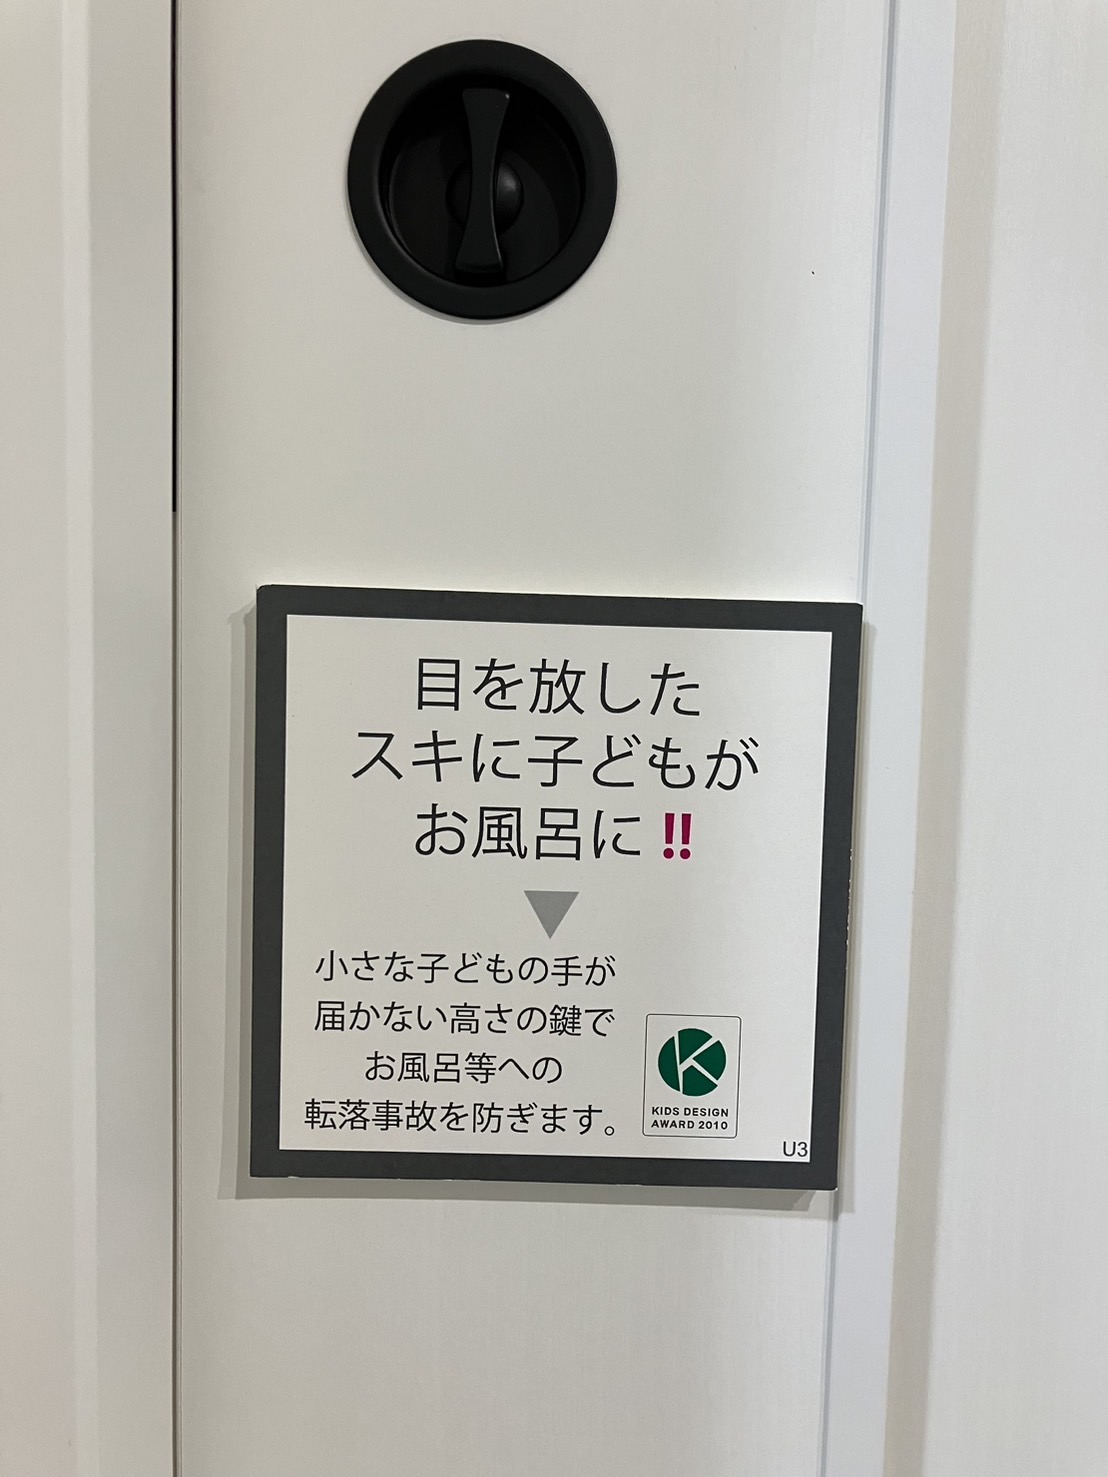 目を放した
スキに子どもが
お風呂に!!
▼
小さな子どもの手が
届かない高さの鍵で
お風呂等への
転落事故を防ぎます。
KIDS DESIGN
AWARD 2010
U3